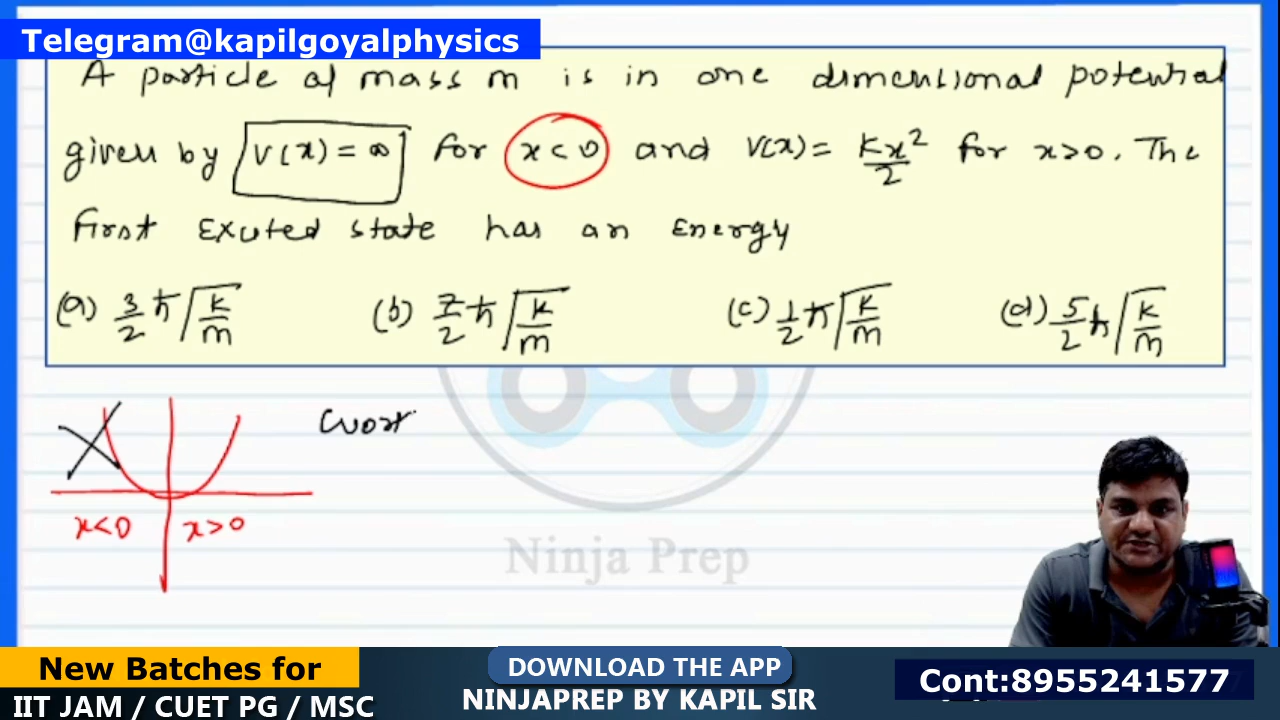 Telegram@kapilgoyalphysics
A particle of mass m is in one dimensional potential
given by V(x) = ∞ for x < 0 and V(x) = Kx²/2 for x>0. The
first Excited state has an Energy
(a) 3/2 ħ √(k/m) (b) 7/2 ħ √(k/m) (c) 1/2 ħ √(k/m) (d) 5/2 ħ √(k/m)
x<0 x>0
Ninja Prep
New Batches for
IIT JAM / CUET PG / MSC
DOWNLOAD THE APP
NINJAPREP BY KAPIL SIR
Cont:8955241577